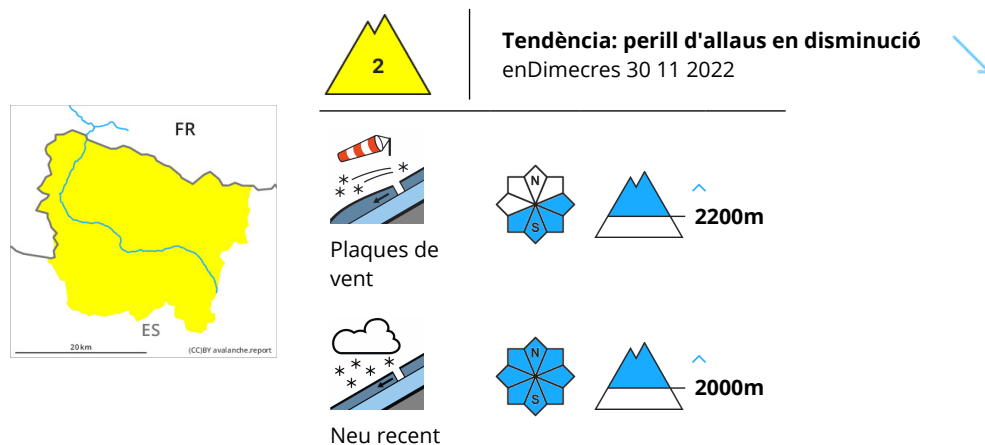 2
Tendència: perill d'allaus en disminució
enDimecres 30 11 2022
FR
ES
20 km
(CC)BY avalanche.report
N
S
2200m
Plaques de
vent
N
S
2000m
Neu recent